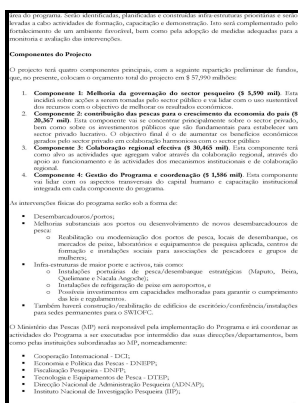 área do programa. Serão identificadas, planificadas e construídas infra-estruturas prioritárias e serão
levadas a cabo actividades de formação, capacitação e demonstração. Isto será complementado pelo
fortalecimento de um ambiente favorável, bem como pela adopção de medidas adequadas para a
monitoria e avaliação das intervenções.
Componentes do Projecto
O projecto terá quatro componentes principais, com a seguinte repartição preliminar de fundos,
que, no presente, colocam o orçamento total do projecto em $ 57,990 milhões:
1. Componente 1: Melhoria da governação do sector pesqueiro ($ 5,590 mil). Esta
incidirá sobre acções a serem tomadas pelo sector público e vai lidar com o uso sustentável
dos recursos com o objectivo de melhorar os resultados económicos.
2. Componente 2: contribuição das pescas para o crescimento da economia do país ($
20,367 mil). Esta componente vai se concentrar principalmente sobre o sector privado,
bem como sobre os investimentos públicos que são fundamentais para estabelecer um
sector privado lucrativo. O objectivo final é o de aumentar os benefícios económicos
gerados pelo sector privado em colaboração harmoniosa com o sector público
3. Componente 3: Colaboração regional efectiva ($ 30,465 mil). Esta componente terá
como alvo as actividades que agregam valor através da colaboração regional, através do
apoio ao funcionamento e às actividades dos mecanismos institucionais e de colaboração
regional.
4. Componente 4: Gestão do Programa e coordenação ($ 1,586 mil). Esta componente
vai lidar com os aspectos transversais do capital humano e capacitação institucional
integrada em cada componente do programa.
As intervenções físicas do programa serão sob a forma de:
▪ Desembarcadouros/portos;
▪ Melhorias substanciais aos portos ou desenvolvimento de novos desembarcadouros de
pesca:
o Reabilitação ou modernização dos portos de pesca, locais de desembarque, os
mercados de peixe, laboratórios e equipamentos de pesquisa aplicada, centros de
formação e instalações sociais para associações de pescadores e grupos de
mulheres;
▪ Infra-estruturas de maior porte e activos, tais como:
o Instalações portuárias de pesca/desembarque estratégicas (Maputo, Beira,
Quelimane e Nacala Angoche);
o Instalações de refrigeração de peixe em aeroportos, e
o Possíveis investimentos em capacidades melhoradas para garantir o cumprimento
das leis e regulamentos.
▪ Também haverá construção/reabilitação de edifícios de escritório/conferência/instalações
para sedes permanentes para o SWIOFC.
O Ministério das Pescas (MP) será responsável pela implementação do Programa e irá coordenar as
actividades do Programa a ser executadas por intermédio das suas direcções/departamentos, bem
como pelas instituições subordinadas ao MP, nomeadamente:
▪ Cooperação Internacional - DCI;
▪ Economia e Política das Pescas - DNEPP;
▪ Fiscalização Pesqueira - DNFP;
▪ Tecnologia e Equipamentos de Pesca - DTEP;
▪ Direcção Nacional de Administração Pesqueira (ADNAP);
▪ Instituto Nacional de Investigação Pesqueira (IIP);